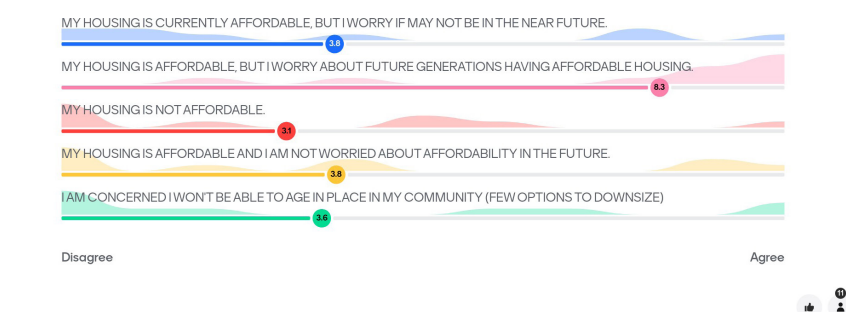 MY HOUSING IS CURRENTLY AFFORDABLE, BUT I WORRY IF MAY NOT BE IN THE NEAR FUTURE.
3.8
MY HOUSING IS AFFORDABLE, BUT I WORRY ABOUT FUTURE GENERATIONS HAVING AFFORDABLE HOUSING.
8.3
MY HOUSING IS NOT AFFORDABLE.
3.1
MY HOUSING IS AFFORDABLE AND I AM NOT WORRIED ABOUT AFFORDABILITY IN THE FUTURE.
3.8
I AM CONCERNED I WON'T BE ABLE TO AGE IN PLACE IN MY COMMUNITY (FEW OPTIONS TO DOWNSIZE)
3.6
Disagree Agree
11